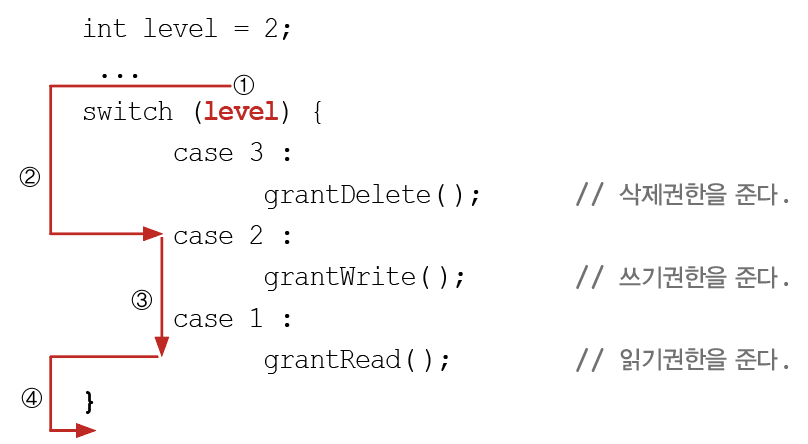 int level = 2;
...
①
switch (level) {
case 3 :
②
grantDelete(); // 삭제권한을 준다.
case 2 :
grantWrite(); // 쓰기권한을 준다.
③
case 1 :
grantRead(); // 읽기권한을 준다.
④
}